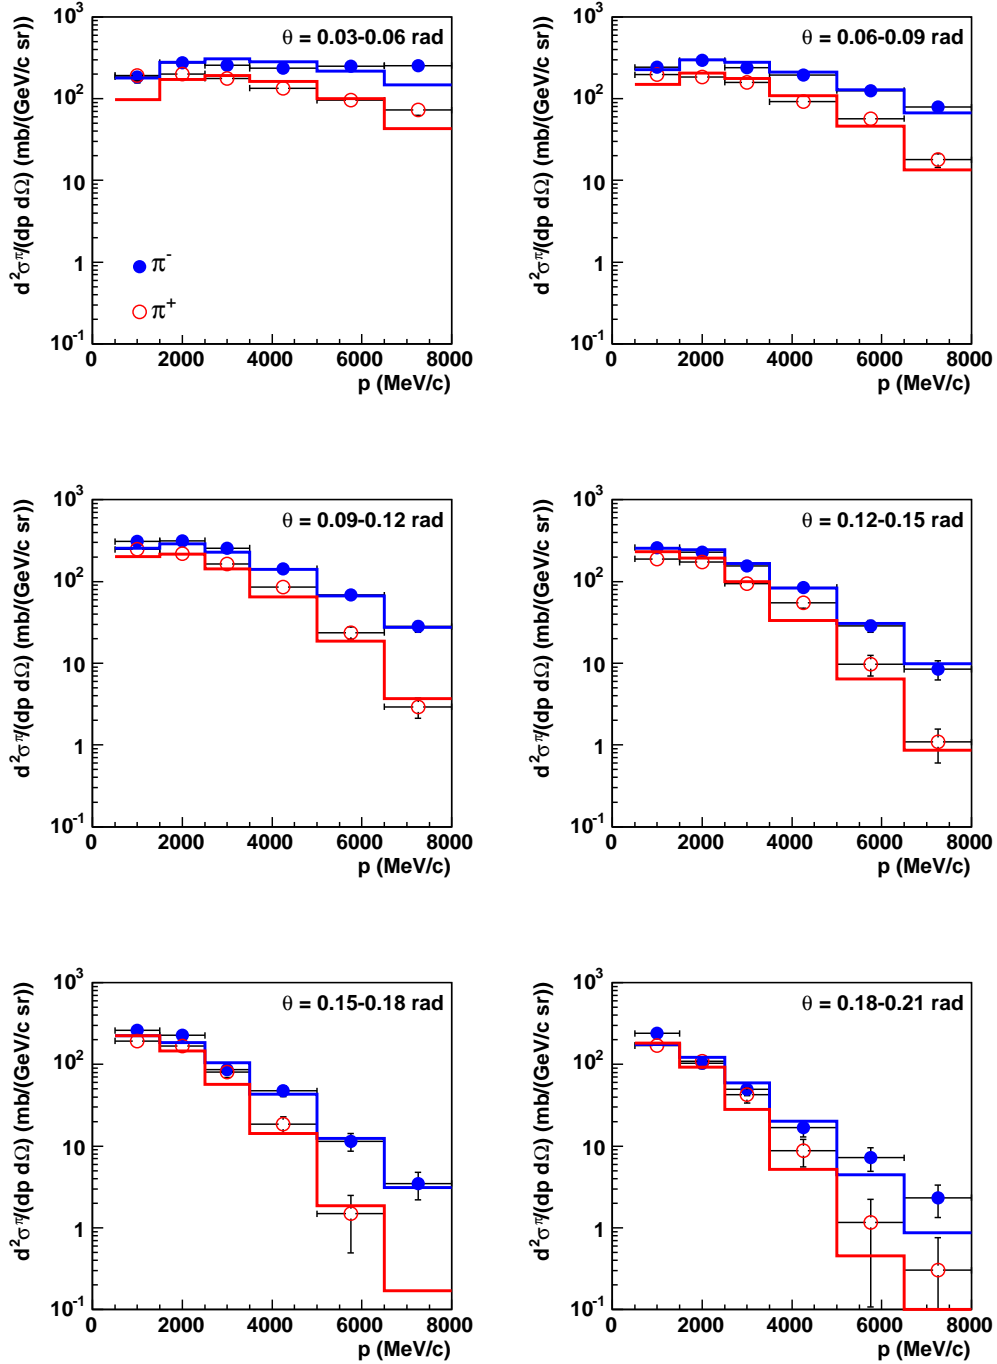 d²σ^π/(dp dΩ) (mb/(GeV/c sr))
10³
10²
10
1
10⁻¹
θ = 0.03-0.06 rad
π⁻
π⁺
0 2000 4000 6000 8000
p (MeV/c)
d²σ^π/(dp dΩ) (mb/(GeV/c sr))
10³
10²
10
1
10⁻¹
θ = 0.06-0.09 rad
0 2000 4000 6000 8000
p (MeV/c)
d²σ^π/(dp dΩ) (mb/(GeV/c sr))
10³
10²
10
1
10⁻¹
θ = 0.09-0.12 rad
0 2000 4000 6000 8000
p (MeV/c)
d²σ^π/(dp dΩ) (mb/(GeV/c sr))
10³
10²
10
1
10⁻¹
θ = 0.12-0.15 rad
0 2000 4000 6000 8000
p (MeV/c)
d²σ^π/(dp dΩ) (mb/(GeV/c sr))
10³
10²
10
1
10⁻¹
θ = 0.15-0.18 rad
0 2000 4000 6000 8000
p (MeV/c)
d²σ^π/(dp dΩ) (mb/(GeV/c sr))
10³
10²
10
1
10⁻¹
θ = 0.18-0.21 rad
0 2000 4000 6000 8000
p (MeV/c)